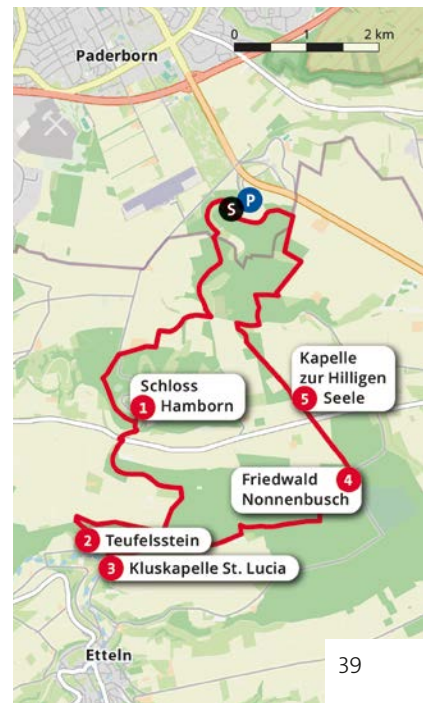 0 1 2 km
Paderborn
S P
Schloss
1 Hamborn
Kapelle
zur Hilligen
5 Seele
Friedwald 4
Nonnenbusch
2 Teufelsstein
3 Kluskapelle St. Lucia
Etteln
39